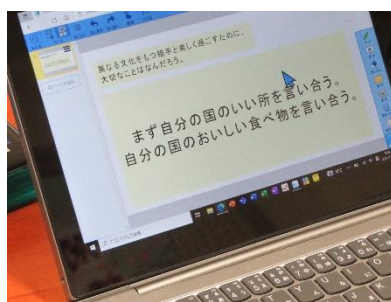 異なる文化をもつ相手と楽しく過ごすために、
大切なことはなんだろう。
まず自分の国のいい所を言い合う。
自分の国のおいしい食べ物を言い合う。